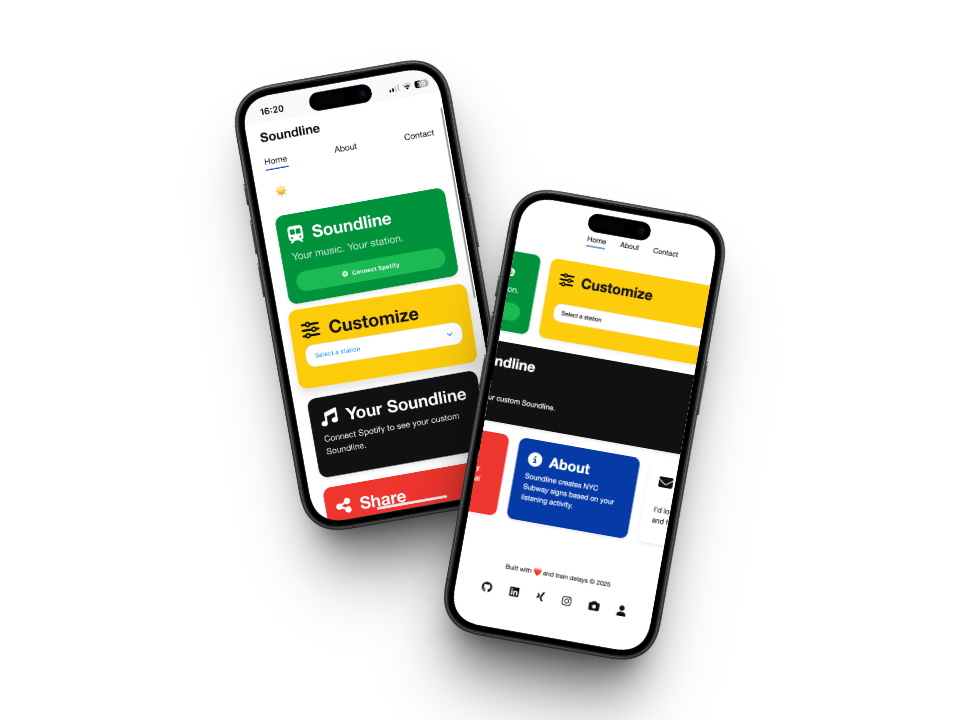 16:20
Soundline
Home About Contact
Soundline
Your music. Your station.
Connect Spotify
Customize
Select a station
Your Soundline
Connect Spotify to see your custom
Soundline.
Share
Home About Contact
e
on.
Customize
Select a station
ndline
ur custom Soundline.
y
al
About
Soundline creates NYC
Subway signs based on your
listening activity.
I'd lo
and f
Built with ❤️ and train delays © 2025